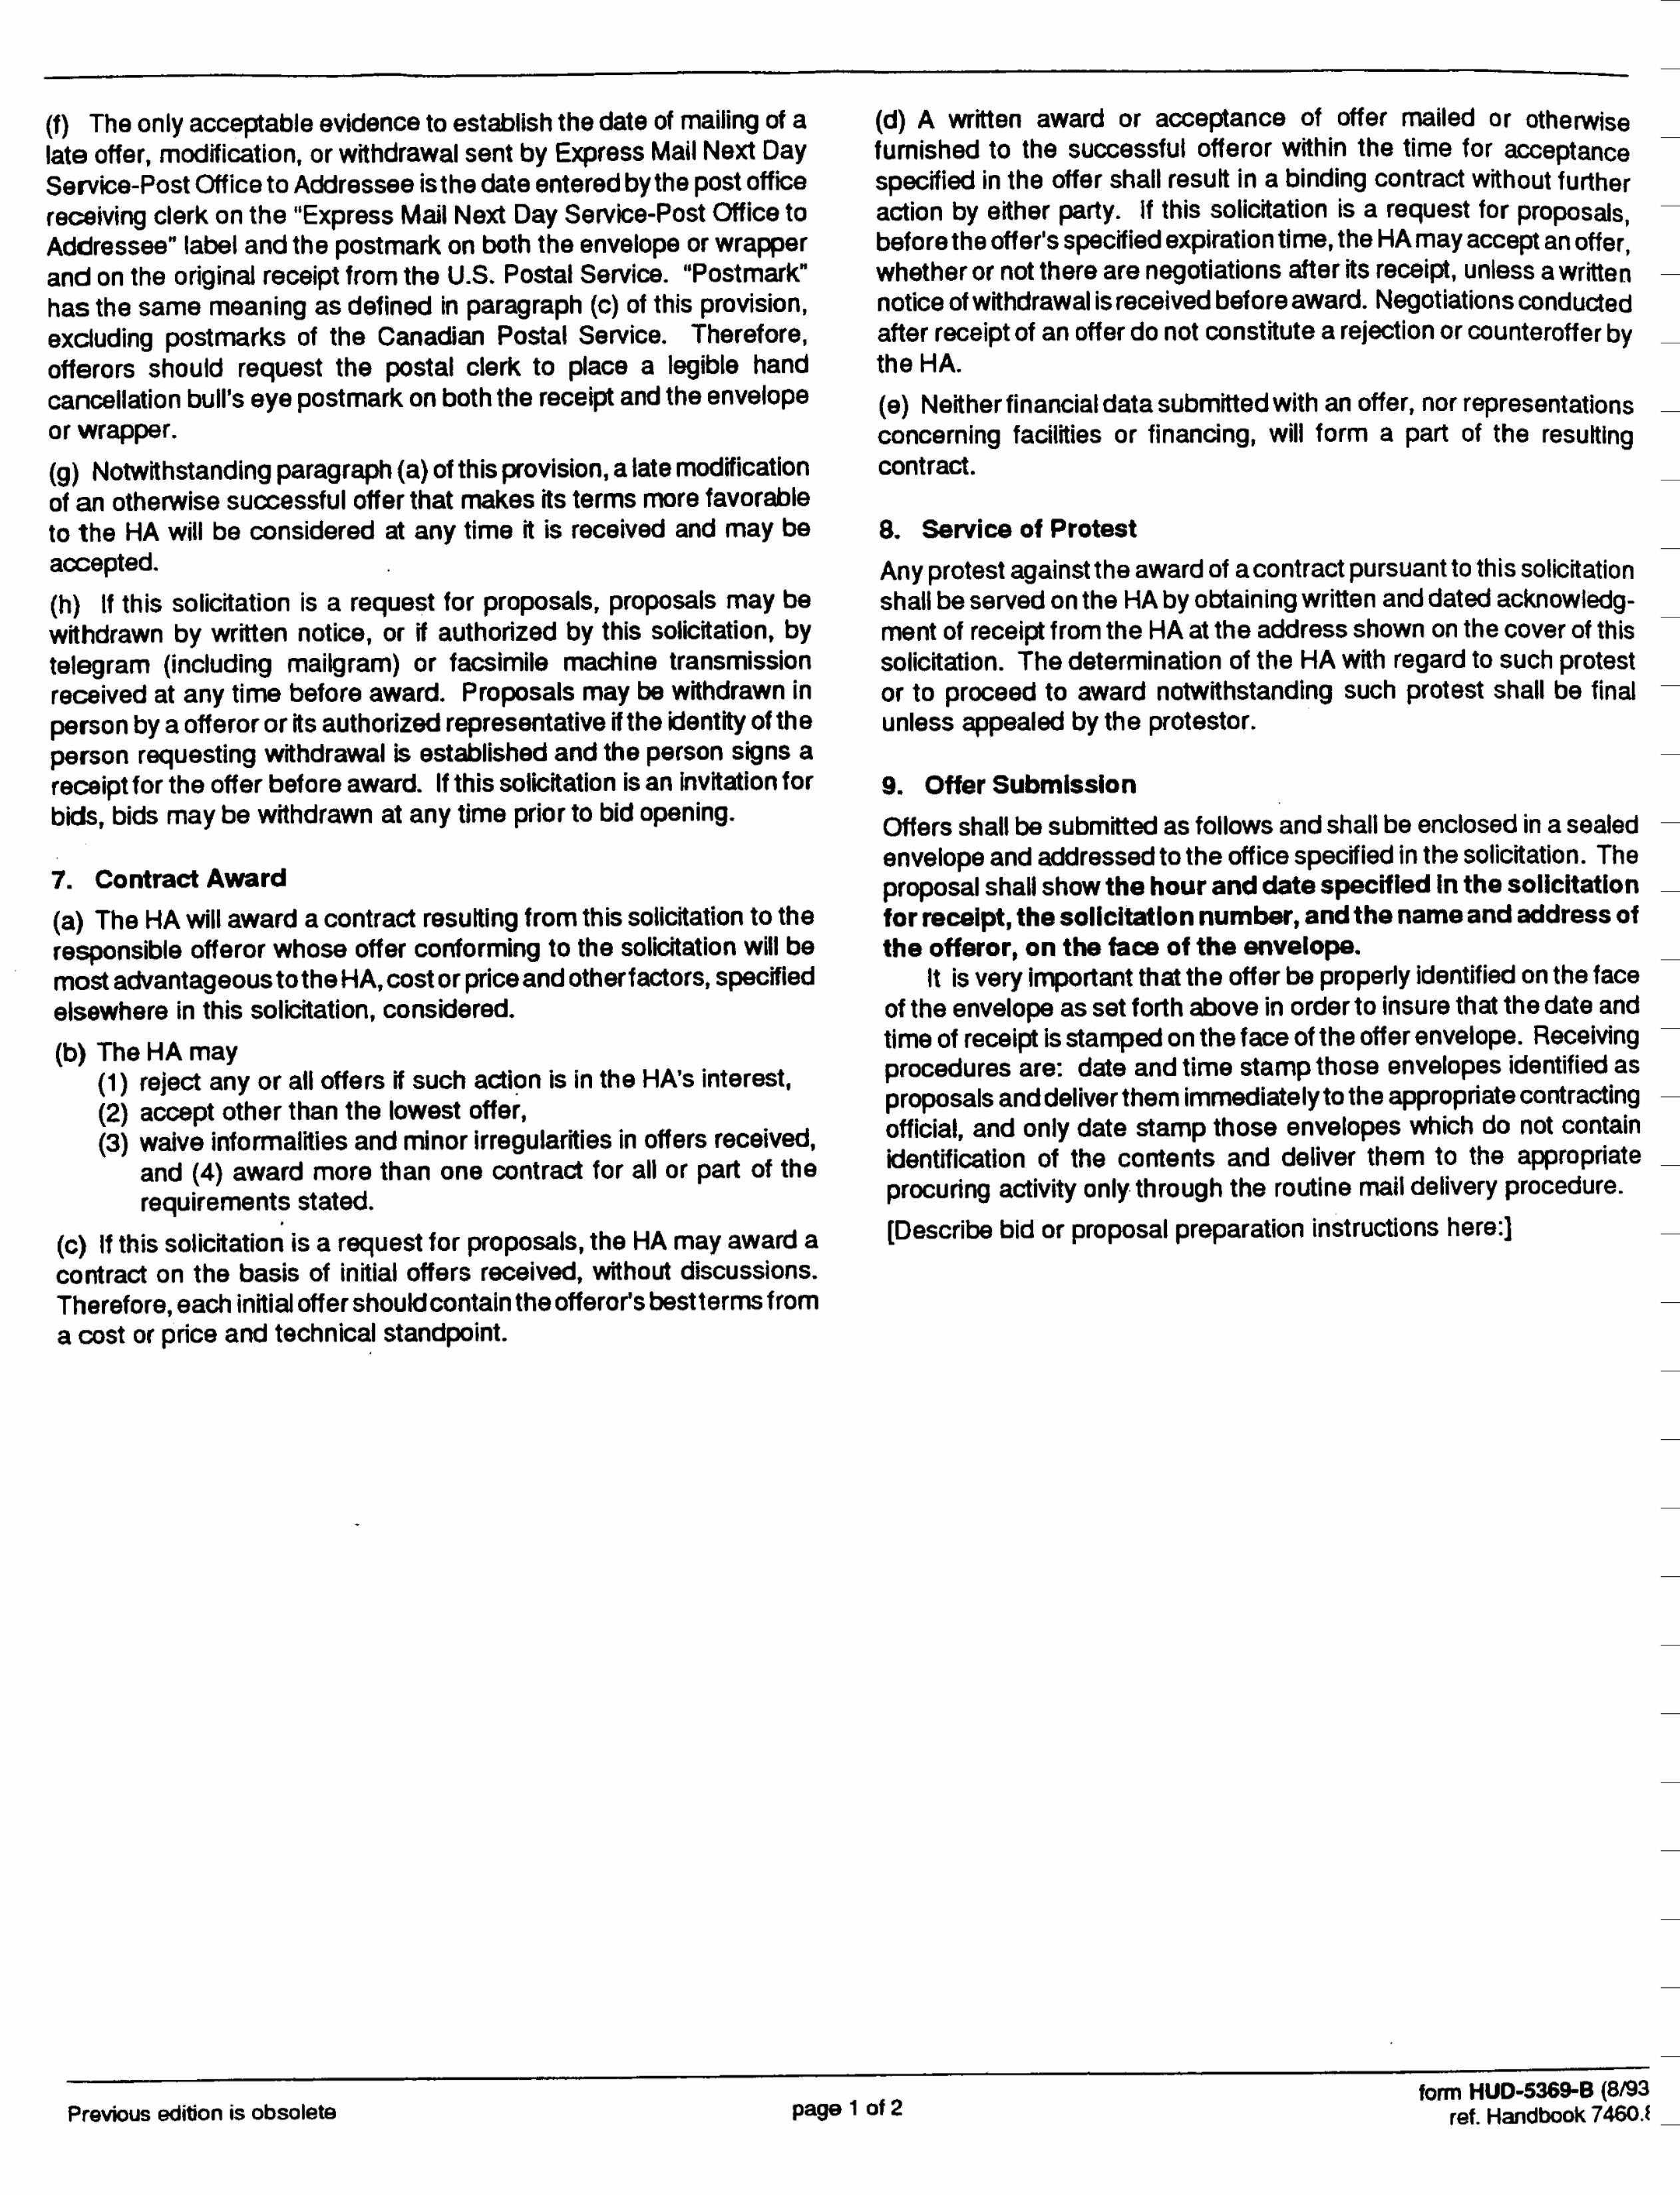 (f) The only acceptable evidence to establish the date of mailing of a
late offer, modification, or withdrawal sent by Express Mail Next Day
Service-Post Office to Addressee is the date entered by the post office
receiving clerk on the "Express Mail Next Day Service-Post Office to
Addressee" label and the postmark on both the envelope or wrapper
and on the original receipt from the U.S. Postal Service. "Postmark"
has the same meaning as defined in paragraph (c) of this provision,
excluding postmarks of the Canadian Postal Service. Therefore,
offerors should request the postal clerk to place a legible hand
cancellation bull's eye postmark on both the receipt and the envelope
or wrapper.
(g) Notwithstanding paragraph (a) of this provision, a late modification
of an otherwise successful offer that makes its terms more favorable
to the HA will be considered at any time it is received and may be
accepted.
(h) If this solicitation is a request for proposals, proposals may be
withdrawn by written notice, or if authorized by this solicitation, by
telegram (including mailgram) or facsimile machine transmission
received at any time before award. Proposals may be withdrawn in
person by a offeror or its authorized representative if the identity of the
person requesting withdrawal is established and the person signs a
receipt for the offer before award. If this solicitation is an invitation for
bids, bids may be withdrawn at any time prior to bid opening.
7. Contract Award
(a) The HA will award a contract resulting from this solicitation to the
responsible offeror whose offer conforming to the solicitation will be
most advantageous to the HA, cost or price and other factors, specified
elsewhere in this solicitation, considered.
(b) The HA may
(1) reject any or all offers if such action is in the HA's interest,
(2) accept other than the lowest offer,
(3) waive informalities and minor irregularities in offers received,
and (4) award more than one contract for all or part of the
requirements stated.
(c) If this solicitation is a request for proposals, the HA may award a
contract on the basis of initial offers received, without discussions.
Therefore, each initial offer should contain the offeror's best terms from
a cost or price and technical standpoint.
(d) A written award or acceptance of offer mailed or otherwise
furnished to the successful offeror within the time for acceptance
specified in the offer shall result in a binding contract without further
action by either party. If this solicitation is a request for proposals,
before the offer's specified expiration time, the HA may accept an offer,
whether or not there are negotiations after its receipt, unless a written
notice of withdrawal is received before award. Negotiations conducted
after receipt of an offer do not constitute a rejection or counteroffer by
the HA.
(e) Neither financial data submitted with an offer, nor representations
concerning facilities or financing, will form a part of the resulting
contract.
8. Service of Protest
Any protest against the award of a contract pursuant to this solicitation
shall be served on the HA by obtaining written and dated acknowledg-
ment of receipt from the HA at the address shown on the cover of this
solicitation. The determination of the HA with regard to such protest
or to proceed to award notwithstanding such protest shall be final
unless appealed by the protestor.
9. Offer Submission
Offers shall be submitted as follows and shall be enclosed in a sealed
envelope and addressed to the office specified in the solicitation. The
proposal shall show the hour and date specified in the solicitation
for receipt, the solicitation number, and the name and address of
the offeror, on the face of the envelope.
It is very important that the offer be properly identified on the face
of the envelope as set forth above in order to insure that the date and
time of receipt is stamped on the face of the offer envelope. Receiving
procedures are: date and time stamp those envelopes identified as
proposals and deliver them immediately to the appropriate contracting
official, and only date stamp those envelopes which do not contain
identification of the contents and deliver them to the appropriate
procuring activity only through the routine mail delivery procedure.
[Describe bid or proposal preparation instructions here:]
Previous edition is obsolete
page 1 of 2
form HUD-5369-B (8/93
ref. Handbook